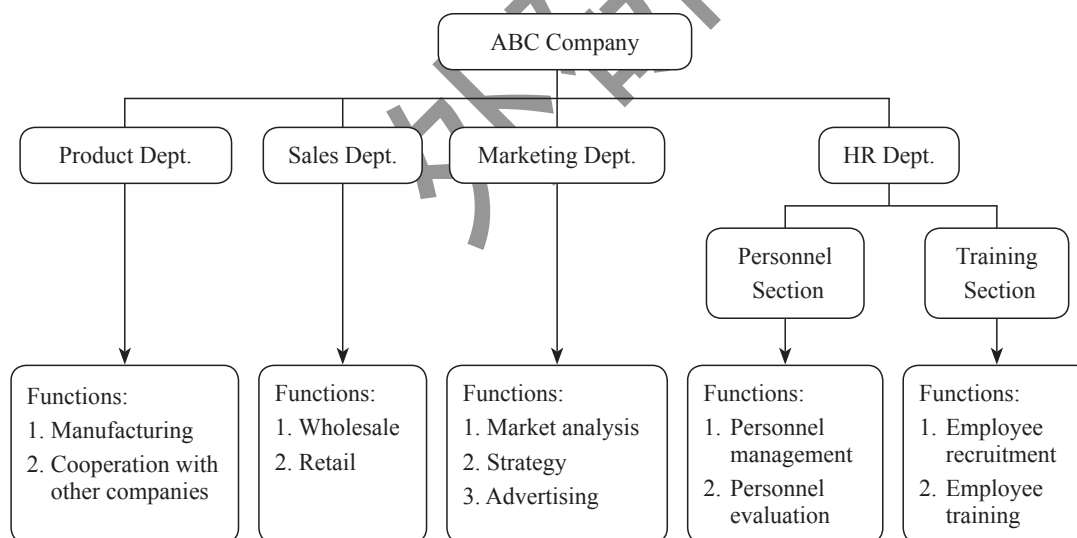 ABC Company
Product Dept.
Sales Dept.
Marketing Dept.
HR Dept.
Personnel
Section
Training
Section
Functions:
1. Manufacturing
2. Cooperation with
other companies
Functions:
1. Wholesale
2. Retail
Functions:
1. Market analysis
2. Strategy
3. Advertising
Functions:
1. Personnel
management
2. Personnel
evaluation
Functions:
1. Employee
recruitment
2. Employee
training